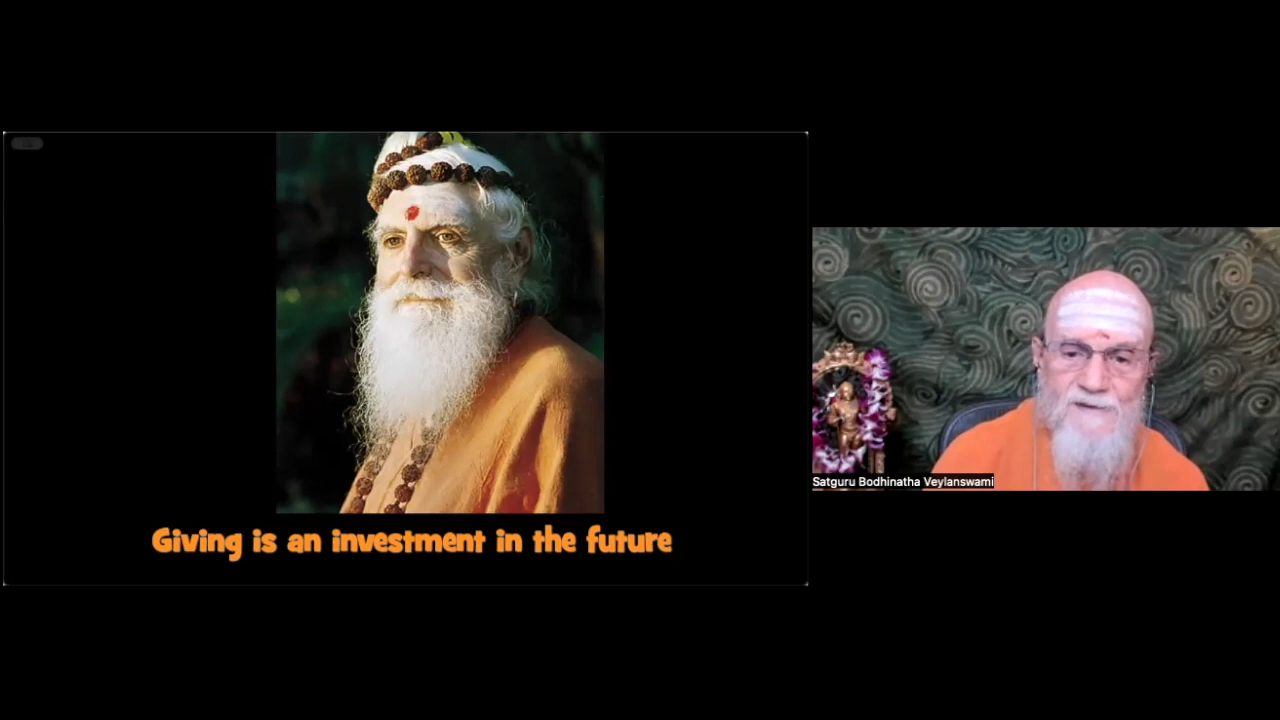 Giving is an investment in the future
Satguru Bodhinatha Veylanswami